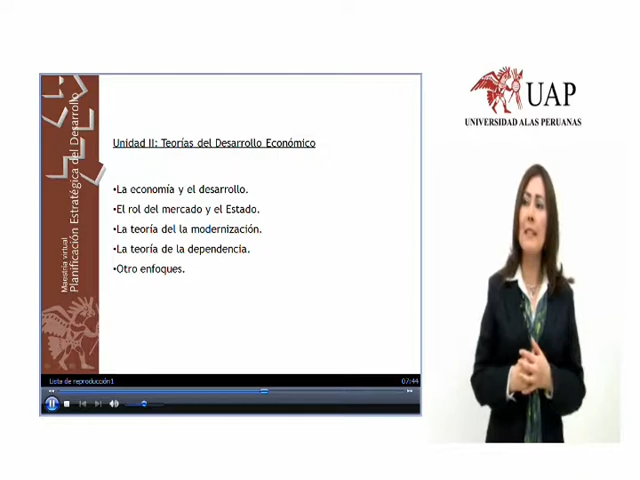 Maestría virtual
Planificación Estratégica del Desarrollo
Unidad II: Teorías del Desarrollo Económico
•La economía y el desarrollo.
•El rol del mercado y el Estado.
•La teoría del la modernización.
•La teoría de la dependencia.
•Otro enfoques.
Lista de reproducción1
07:44
UAP
UNIVERSIDAD ALAS PERUANAS